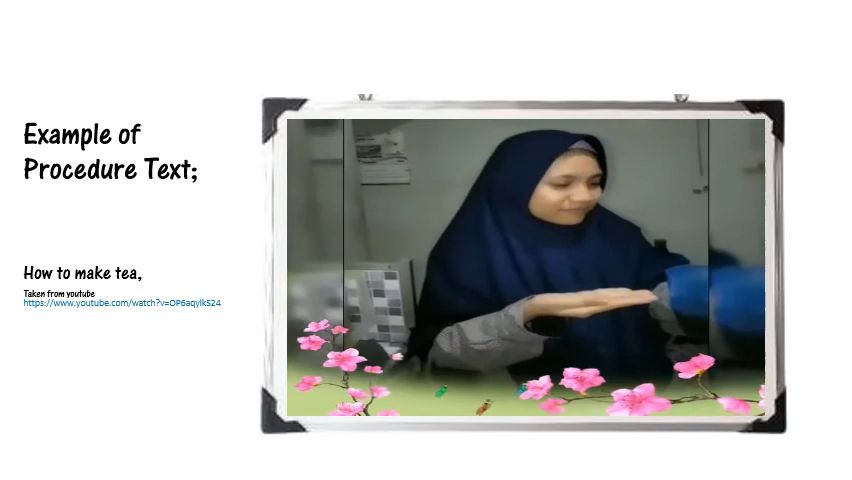 Example of
Procedure Text;
How to make tea,
Taken from youtube
https://www.youtube.com/watch?v=OP6aqylkS24